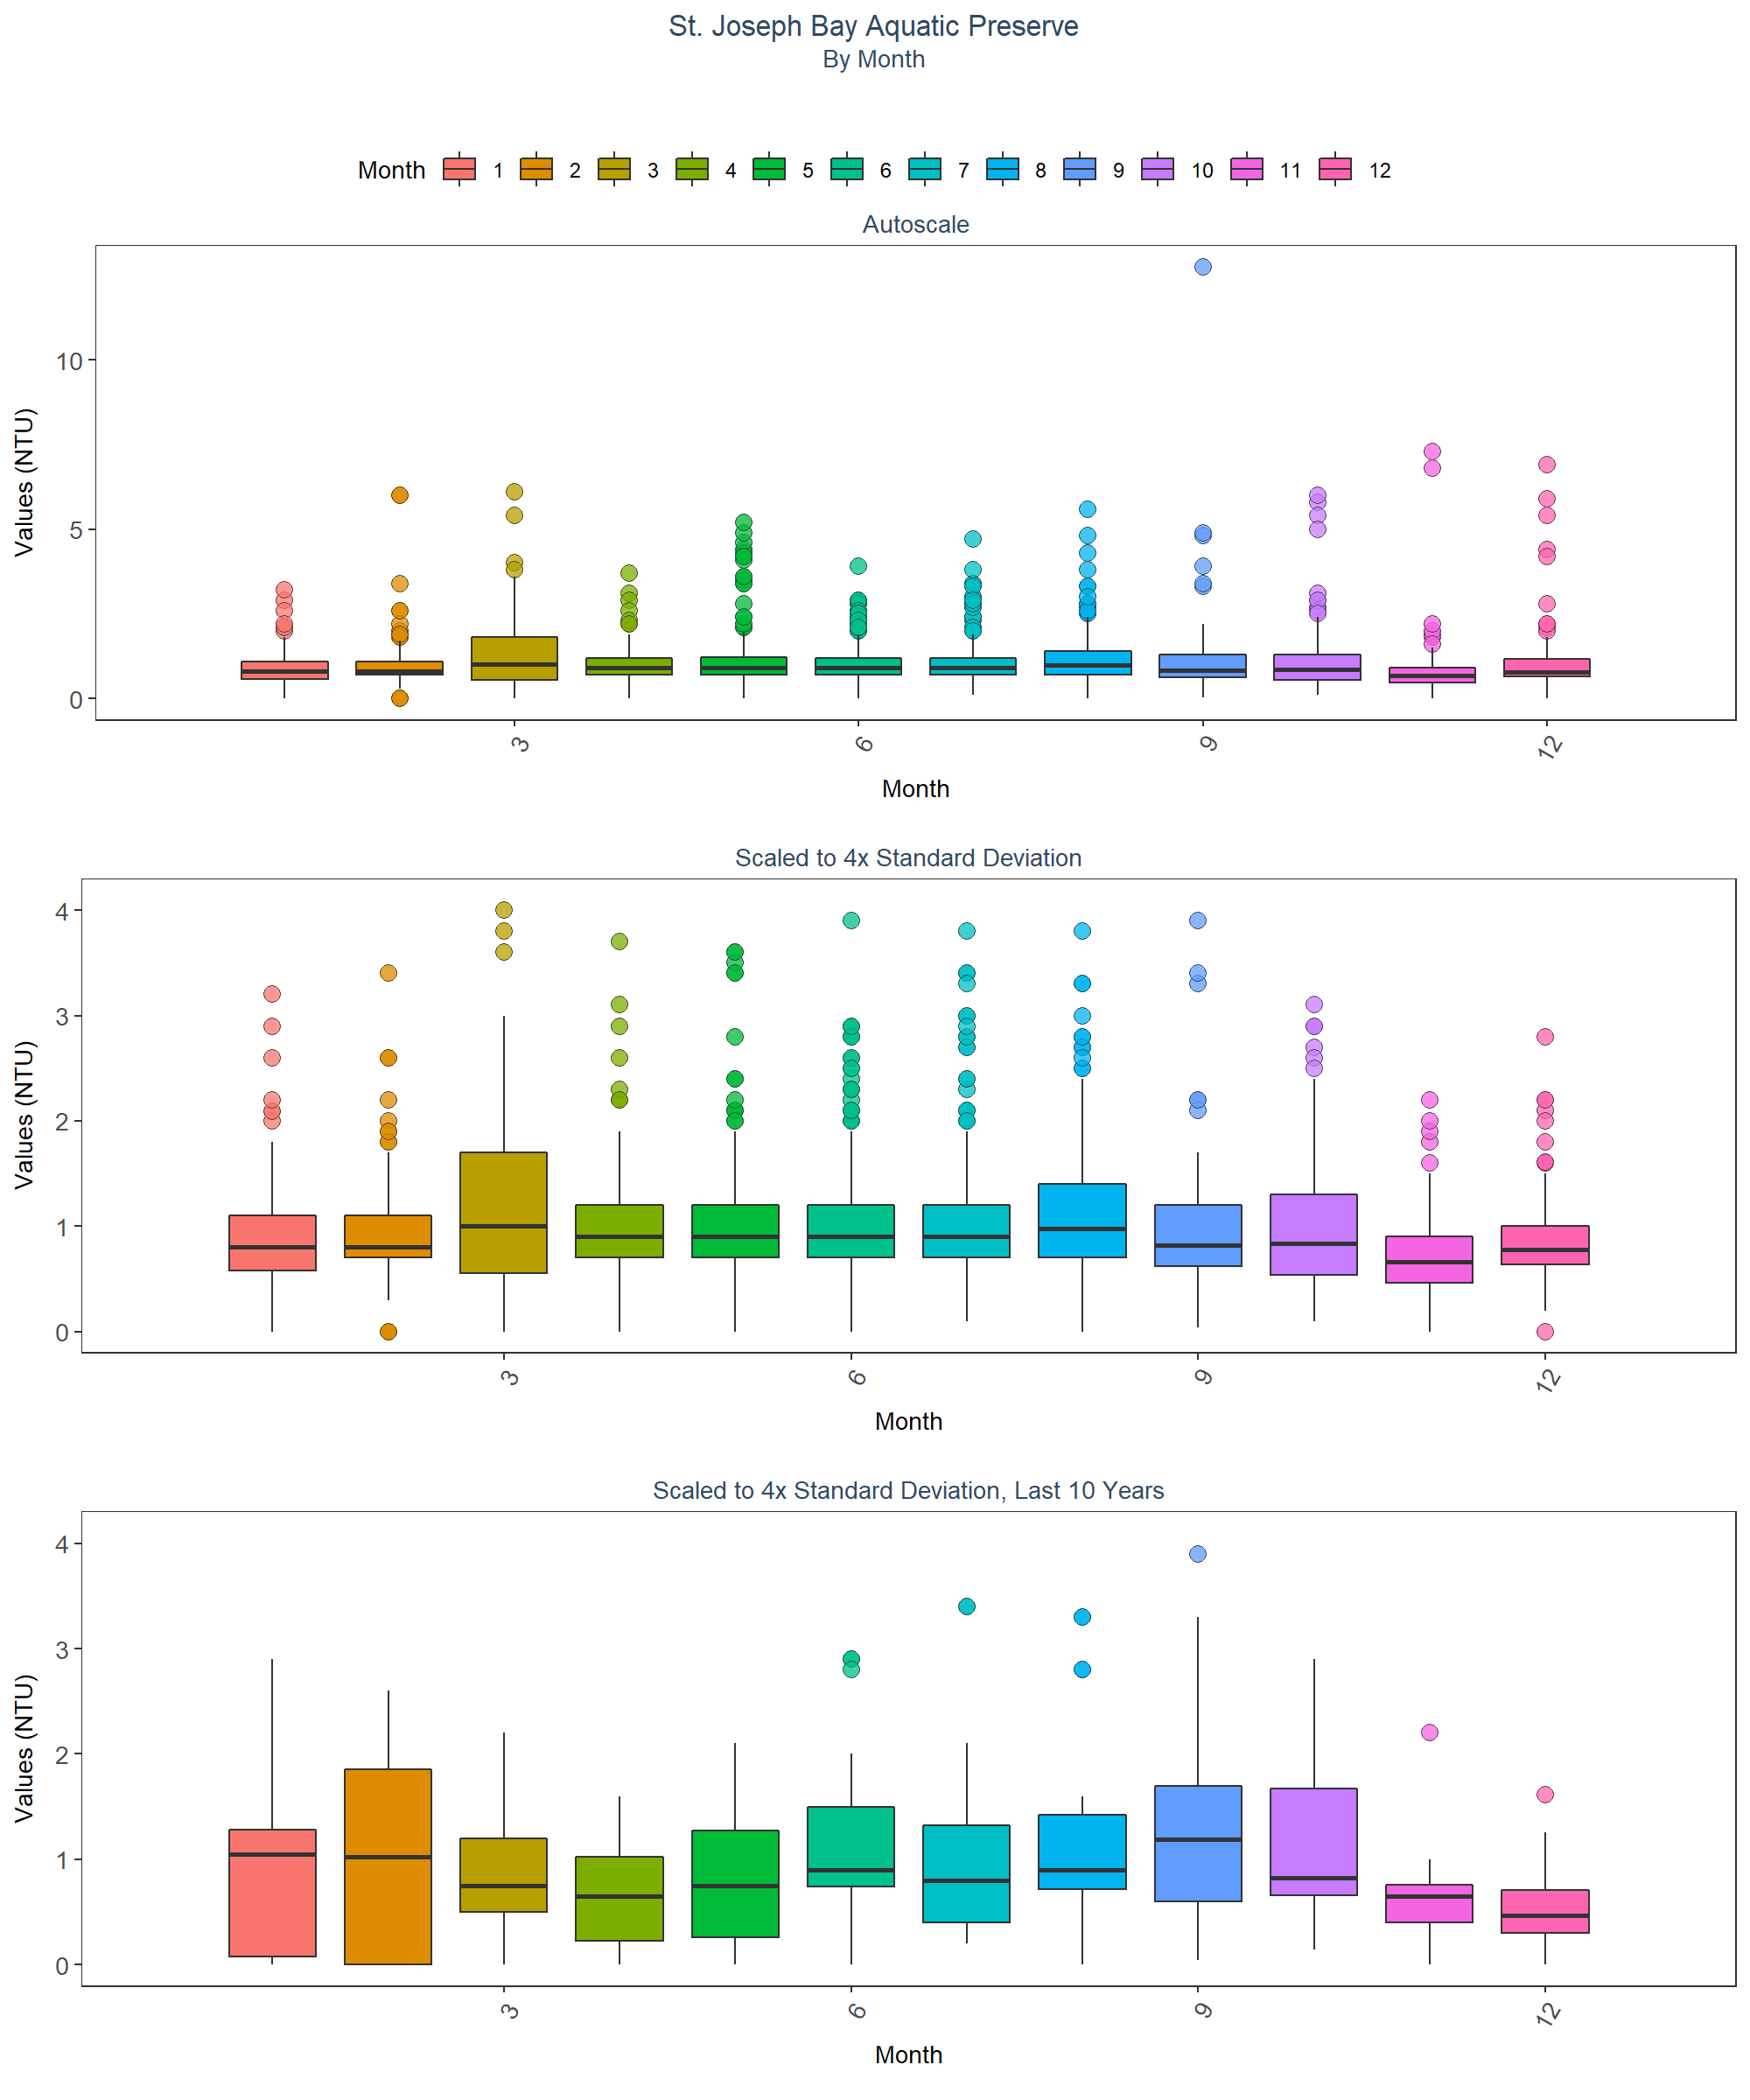 St. Joseph Bay Aquatic Preserve
By Month
Month 1 2 3 4 5 6 7 8 9 10 11 12
Autoscale
Values (NTU)
10
5
0
3 6 9 12
Month
Scaled to 4x Standard Deviation
Values (NTU)
4
3
2
1
0
3 6 9 12
Month
Scaled to 4x Standard Deviation, Last 10 Years
Values (NTU)
4
3
2
1
0
3 6 9 12
Month